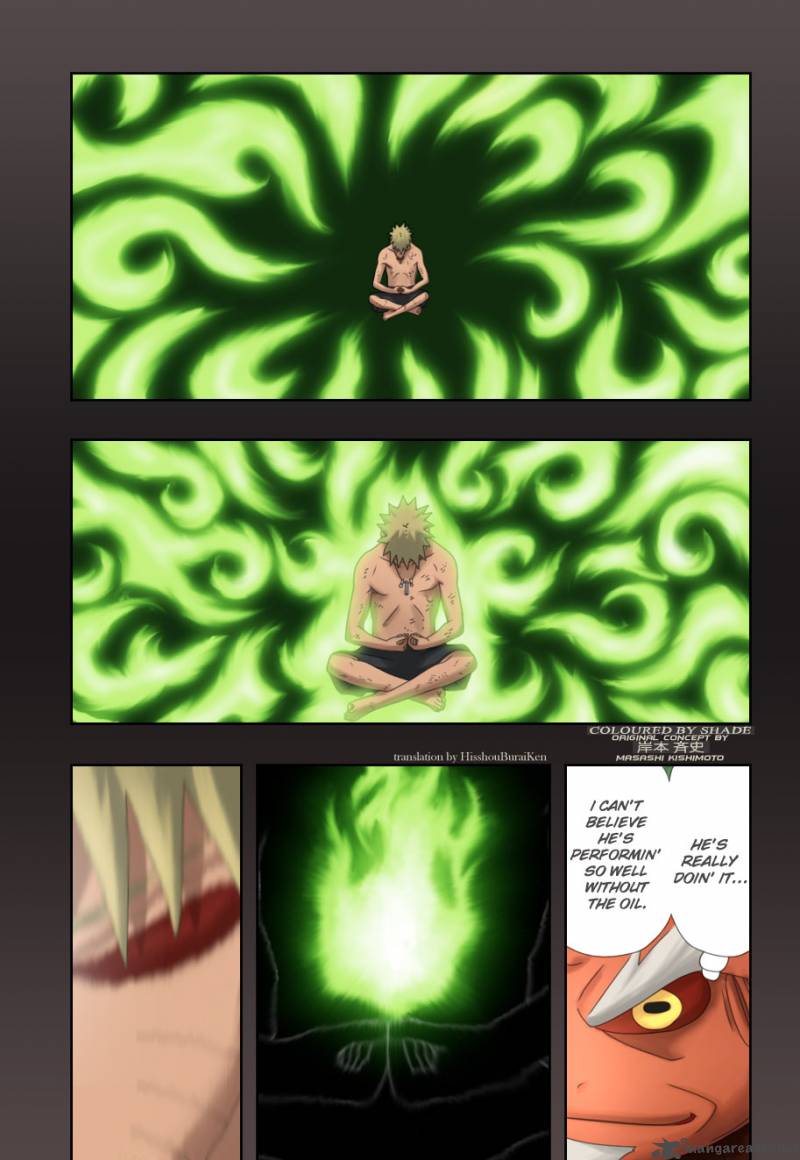 COLOURED BY SHADE
ORIGINAL CONCEPT BY
岸本 斉史
MASASHI KISHIMOTO
translation by HisshouBuraiKen
HE'S
REALLY
DOIN' IT...
I CAN'T
BELIEVE
HE'S
PERFORMIN'
SO WELL
WITHOUT
THE OIL.